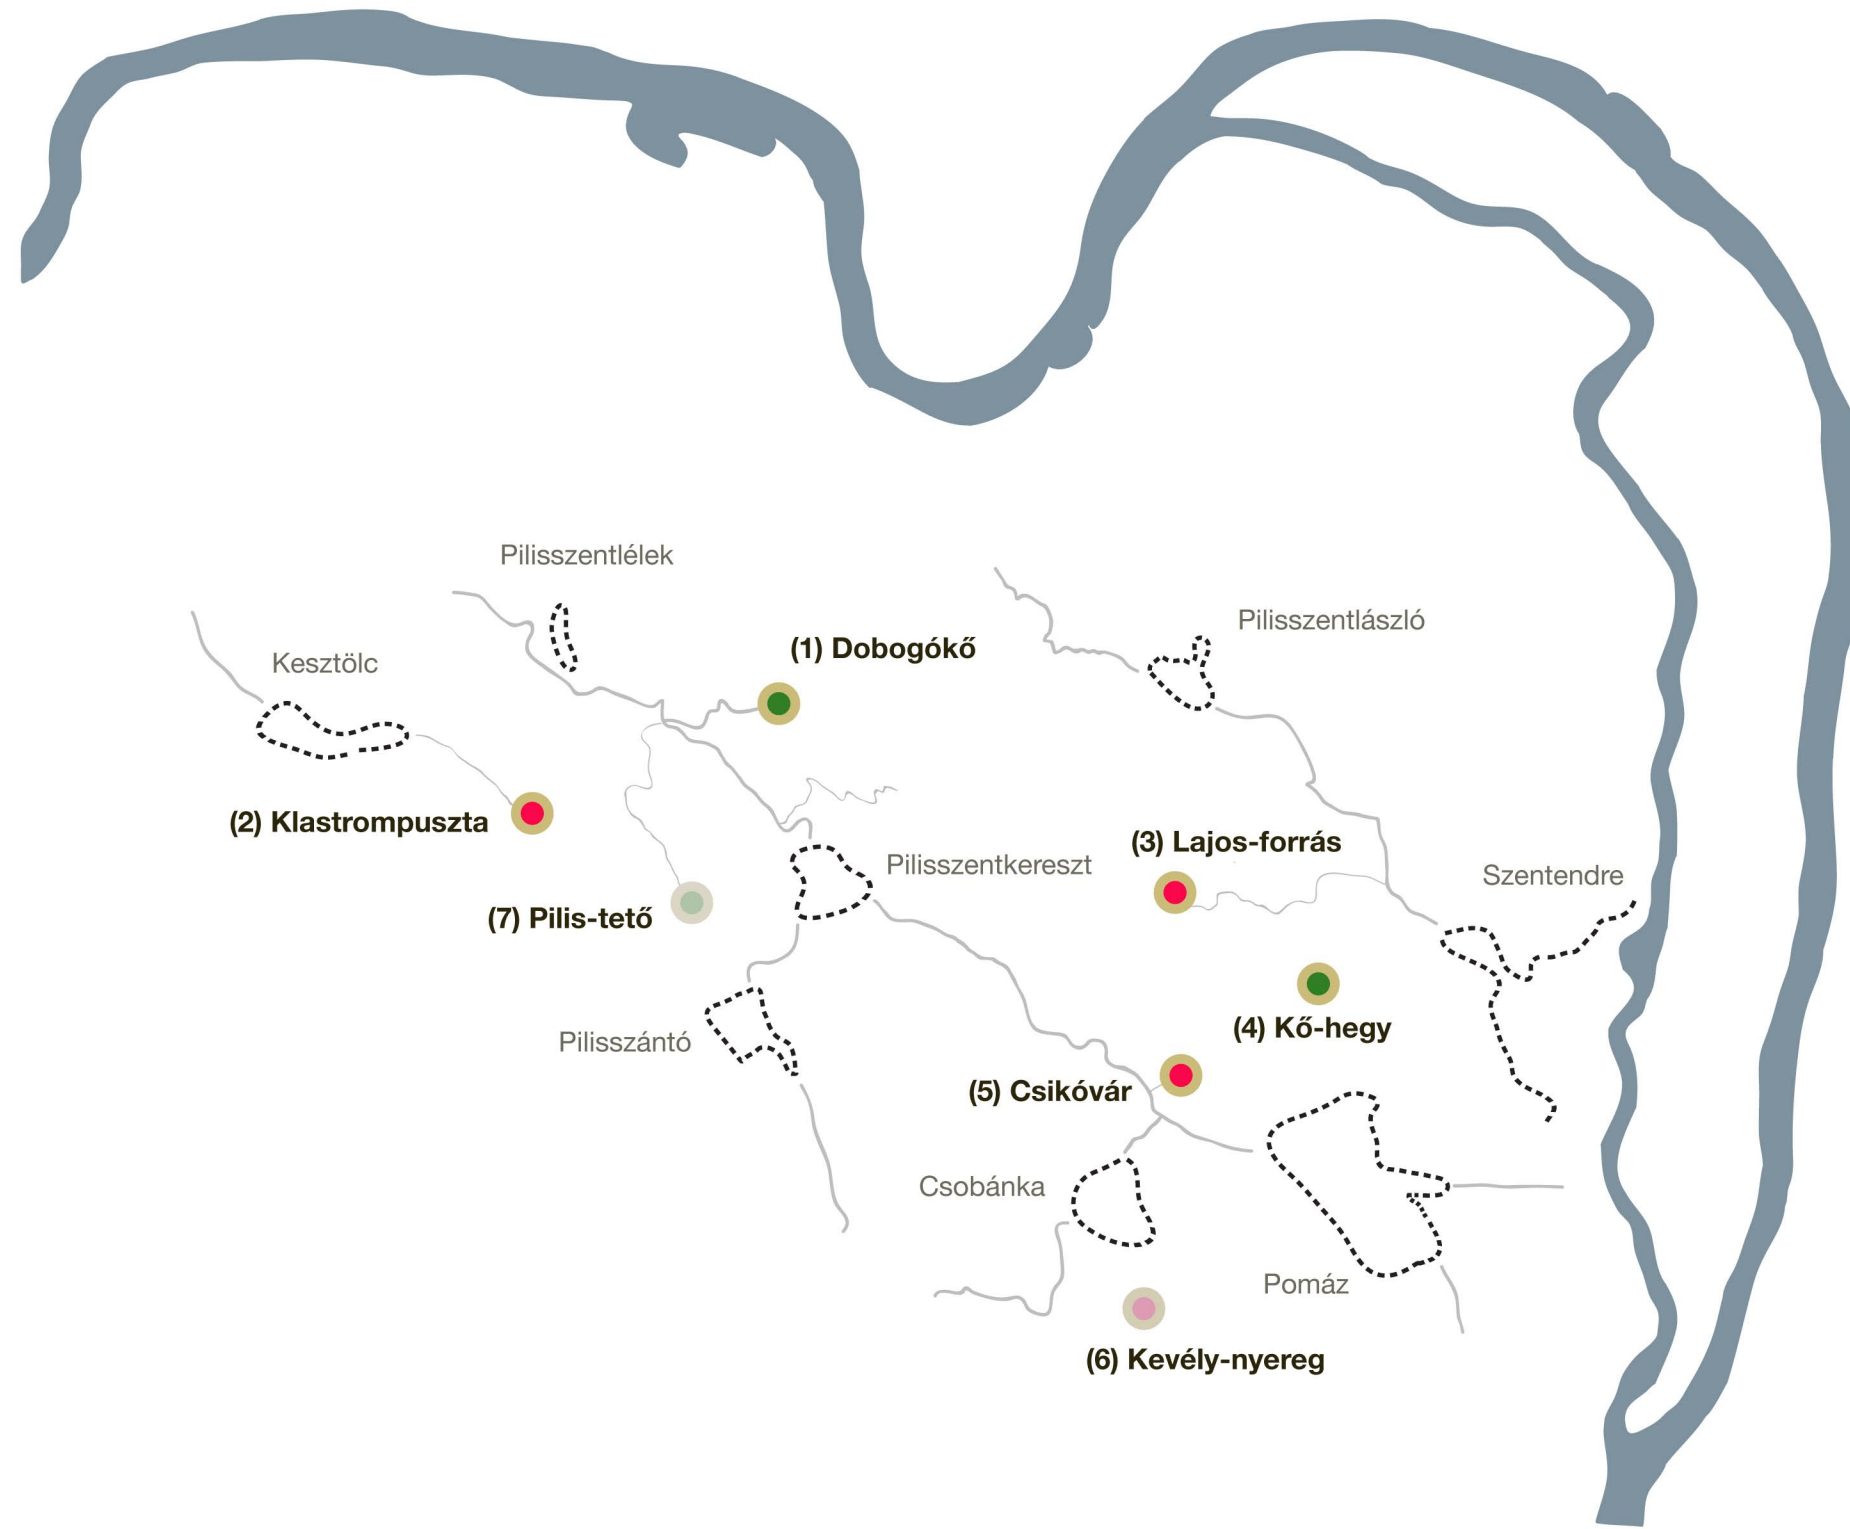 Pilisszentlélek
Pilisszentlászló
(1) Dobogókő
Kesztölc
(2) Klastrompuszta
(3) Lajos-forrás
Pilisszentkereszt
Szentendre
(7) Pilis-tető
(4) Kő-hegy
Pilisszántó
(5) Csikóvár
Csobánka
Pomáz
(6) Kevély-nyereg